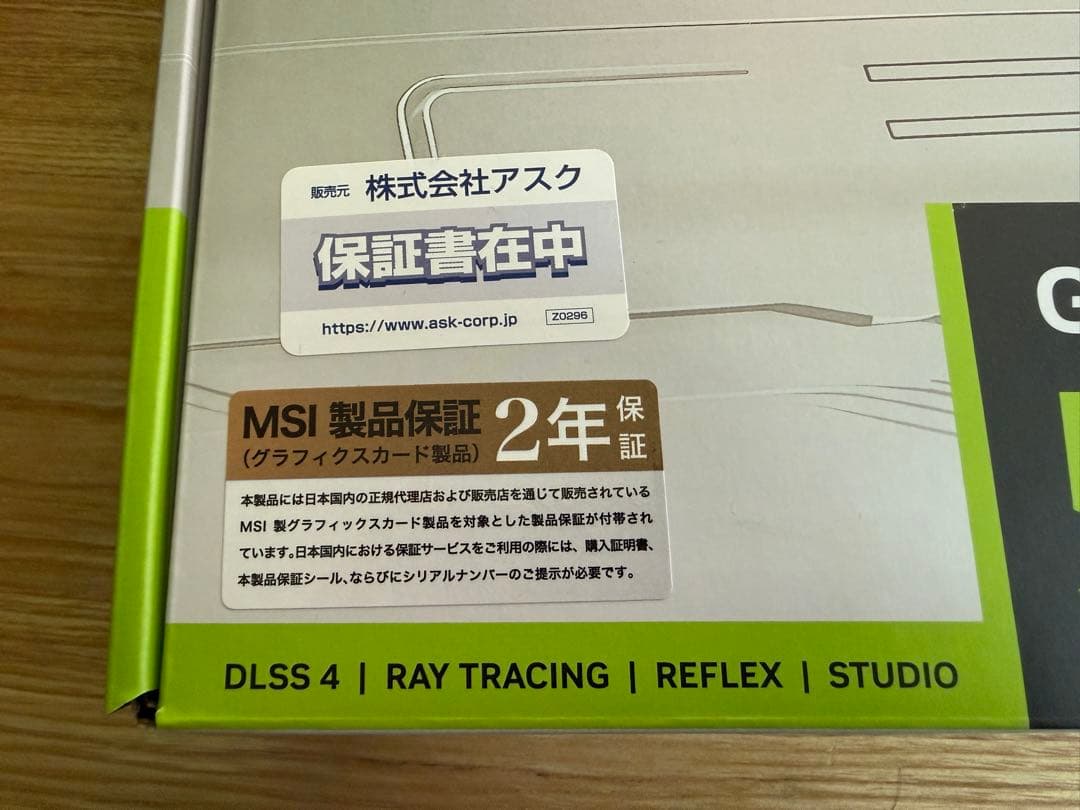 販売元 株式会社アスク
保証書在中
https://www.ask-corp.jp Z0296
G
MSI 製品保証
(グラフィクスカード製品)
2年
保証
本製品には日本国内の正規代理店および販売店を通じて販売されている
MSI 製グラフィックスカード製品を対象とした製品保証が付帯され
ています。日本国内における保証サービスをご利用の際には、購入証明書、
本製品保証シール、ならびにシリアルナンバーのご提示が必要です。
DLSS 4 | RAY TRACING | REFLEX | STUDIO